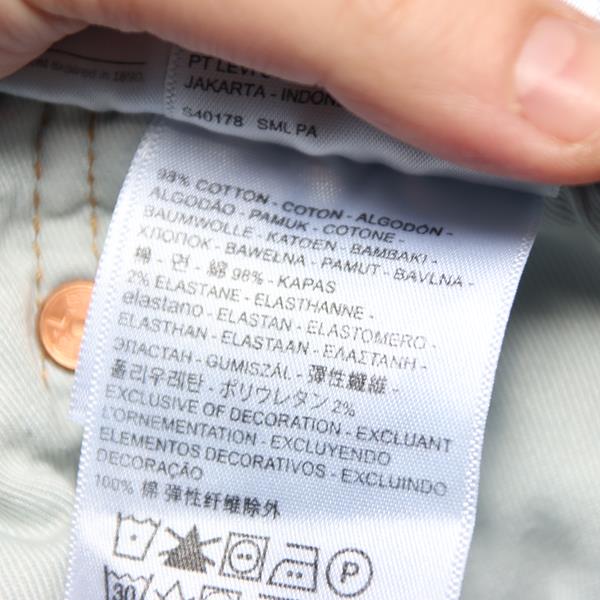 in 1890.
PT LEVI
JAKARTA - INDON
S40178 SML PA
98% COTTON - COTON - ALGODÓN -
ALGODÃO - PAMUK - COTONE -
BAUMWOLLE - KATOEN - BAMBAKI -
ХЛОПОК - BAWEŁNA - PAMUT - BAVLNA -
棉 - 면 - 綿 98% - KAPAS
2% ELASTANE - ELASTHANNE -
elastano - ELASTAN - ELASTOMERO -
ELASTHAN - ELASTAAN - ΕΛΑΣΤΑΝΗ -
ЭЛАСТАН - GUMISZÁL - 彈性纖維 -
폴리우레탄 - ポリウレタン 2%
EXCLUSIVE OF DECORATION - EXCLUANT
L'ORNEMENTATION - EXCLUYENDO
ELEMENTOS DECORATIVOS - EXCLUINDO
DECORAÇÃO
100% 棉 弹性纤维除外
P
30